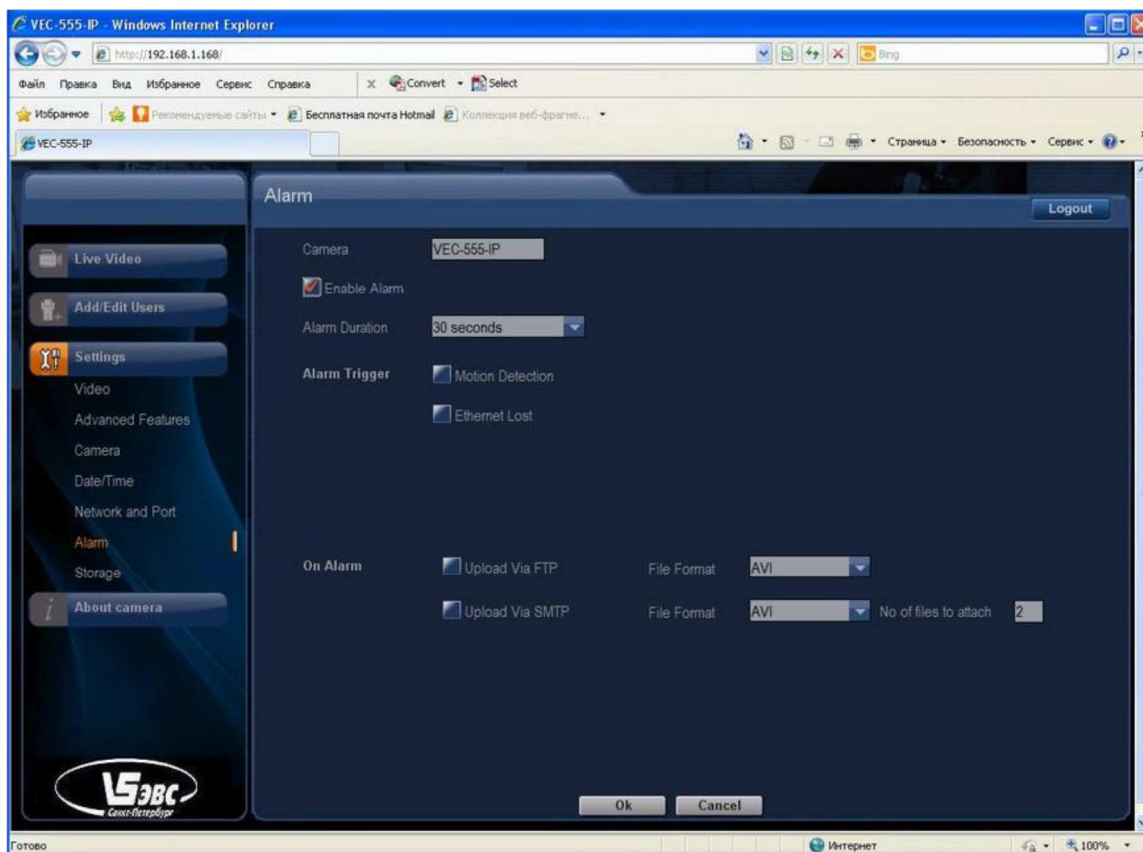 VEC-555-IP - Windows Internet Explorer
http://192.168.1.168/
Bing
Файл Правка Вид Избранное Сервис Справка x Convert Select
Избранное Рекомендуемые сайты Бесплатная почта Hotmail Коллекция веб-фрагме...
VEC-555-IP Страница Безопасность Сервис
Alarm
Logout
Live Video
Add/Edit Users
Settings
Video
Advanced Features
Camera
Date/Time
Network and Port
Alarm
Storage
About camera
Camera VEC-555-IP
Enable Alarm
Alarm Duration 30 seconds
Alarm Trigger Motion Detection
Ethernet Lost
On Alarm Upload Via FTP File Format AVI
Upload Via SMTP File Format AVI No of files to attach 2
ЭВС
Санкт-Петербург
Ok Cancel
Готово Интернет 100%